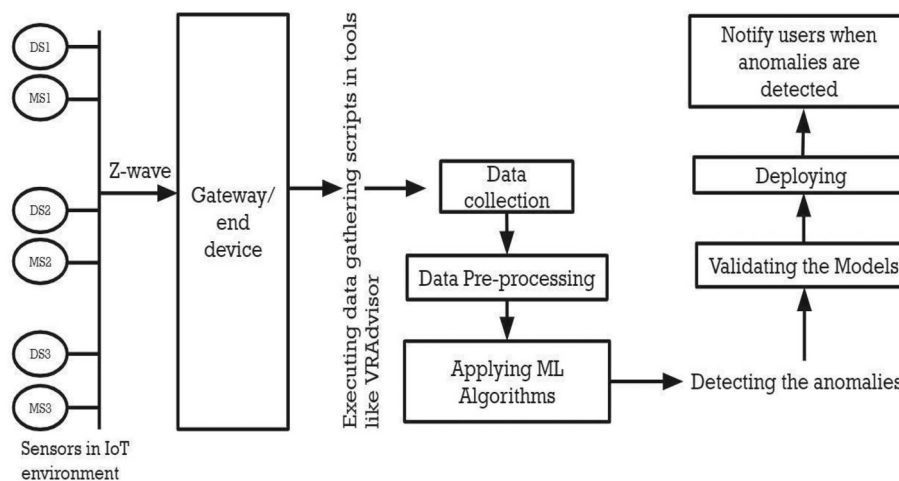 DS1
MS1
DS2
MS2
DS3
MS3
Sensors in IoT
environment
Z-wave
Gateway/
end
device
Executing data gathering scripts in tools
like VRAdvisor
Data
collection
Data Pre-processing
Applying ML
Algorithms
Detecting the anomalies
Validating the Models
Deploying
Notify users when
anomalies are
detected